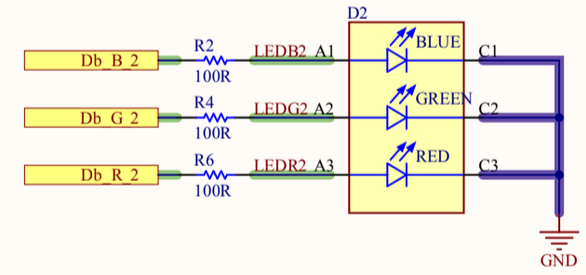 D2
Db_B_2 R2 100R LEDB2 A1 BLUE C1
Db_G_2 R4 100R LEDG2 A2 GREEN C2
Db_R_2 R6 100R LEDR2 A3 RED C3
GND